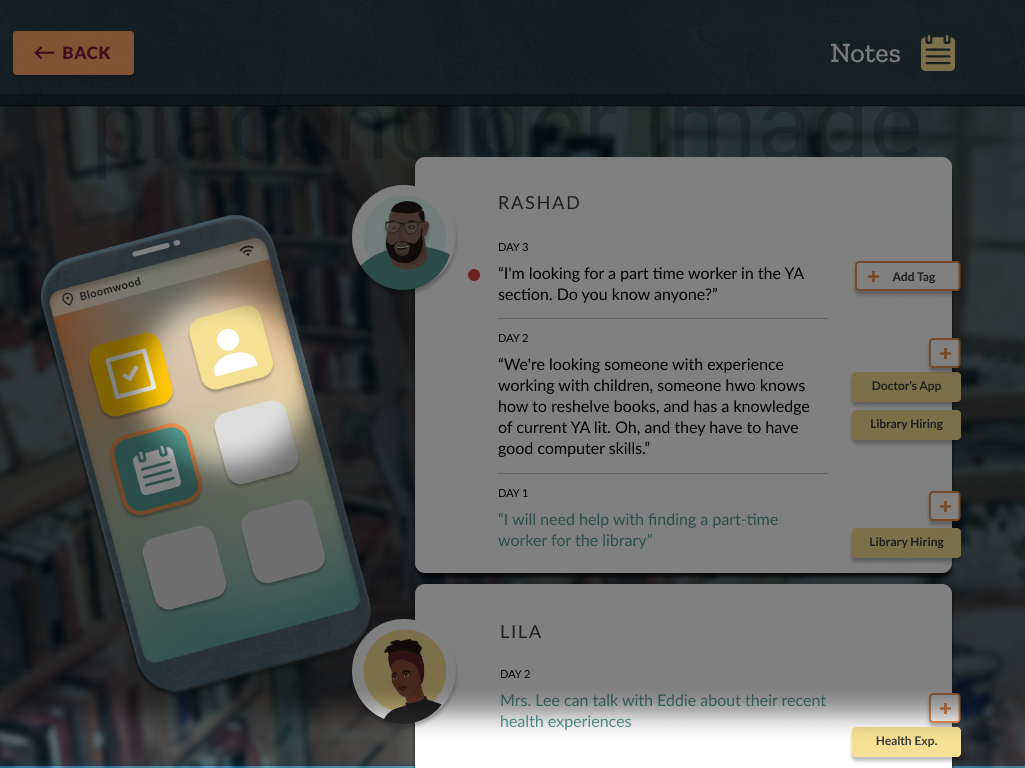 ← BACK
Notes
placeholder image
Bloomwood
RASHAD
DAY 3
“I'm looking for a part time worker in the YA
section. Do you know anyone?”
+ Add Tag
DAY 2
+
“We're looking someone with experience
working with children, someone hwo knows
how to reshelve books, and has a knowledge
of current YA lit. Oh, and they have to have
good computer skills.”
Doctor's App
Library Hiring
DAY 1
+
“I will need help with finding a part-time
worker for the library”
Library Hiring
LILA
DAY 2
Mrs. Lee can talk with Eddie about their recent
health experiences
+
Health Exp.